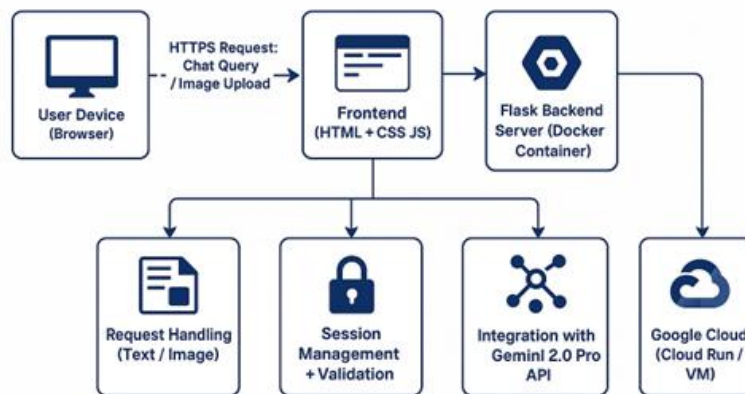 HTTPS Request:
Chat Query
/ Image Upload
User Device
(Browser)
Frontend
(HTML + CSS JS)
Flask Backend
Server (Docker
Container)
Request Handling
(Text / Image)
Session
Management
+ Validation
Integration with
GeminI 2.0 Pro
API
Google Cloud
(Cloud Run /
VM)